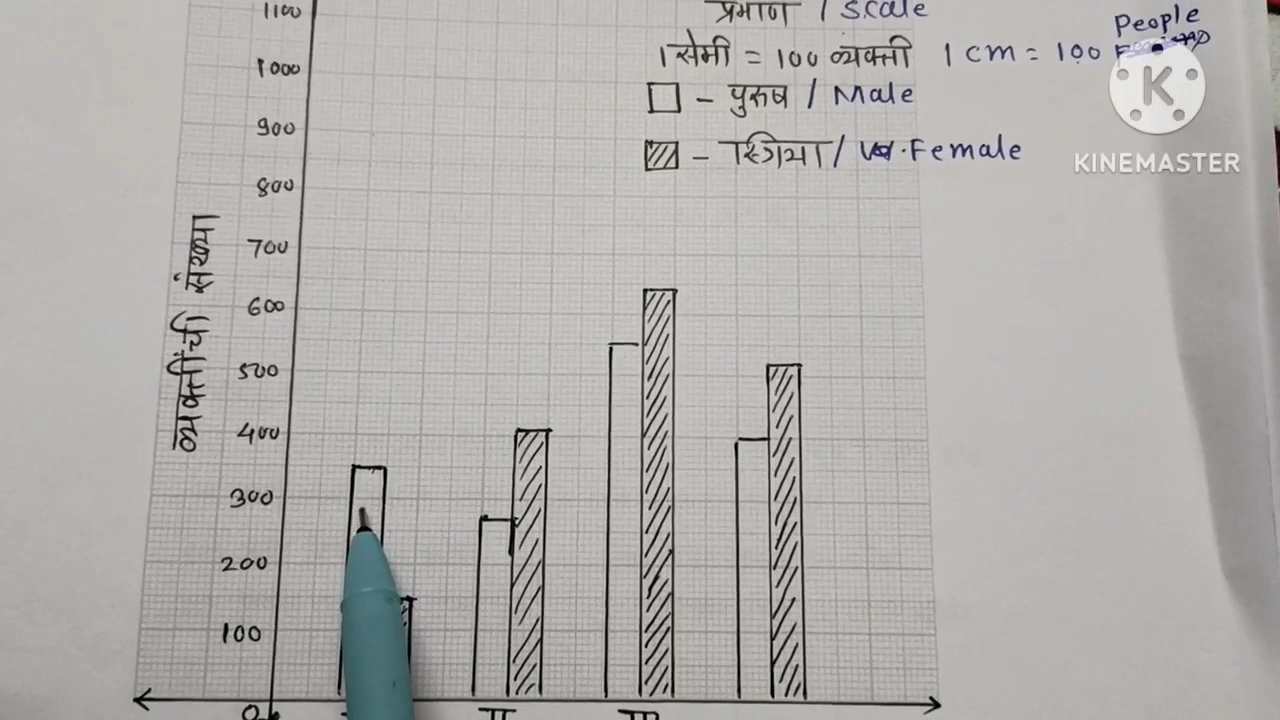 प्रमाण / Scale
1 सेमी = 100 व्यक्ती 1 cm = 100 People
- पुरुष / Male
- स्त्रिया / Female
KINEMASTER
1100
1000
900
800
700
600
500
400
300
200
100
0
II
III